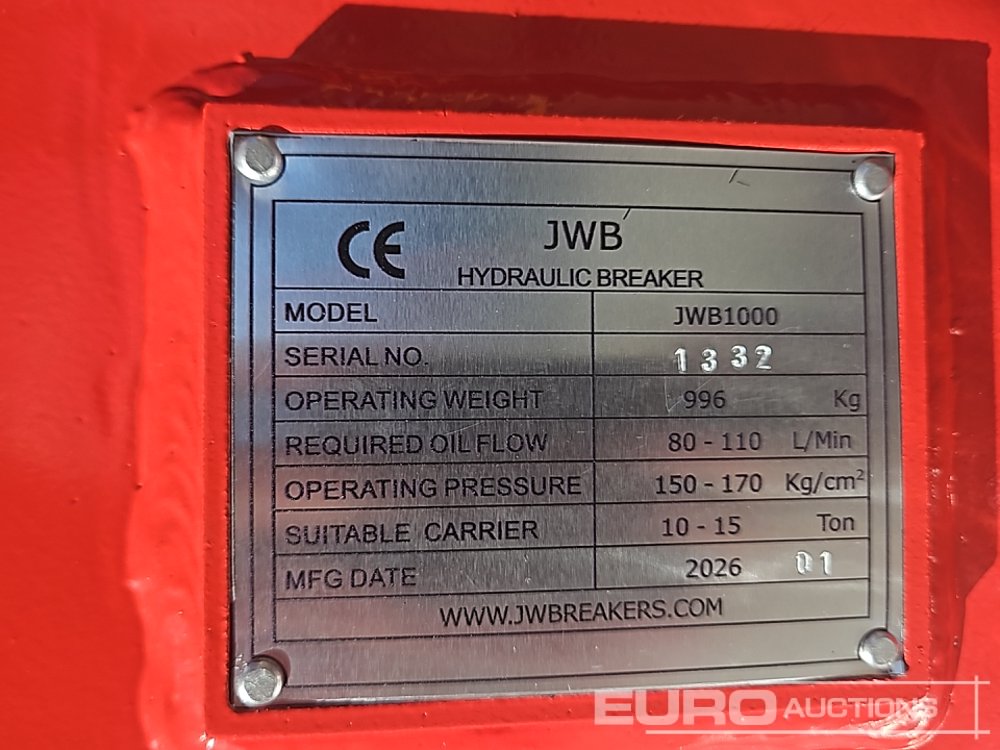 CE JWB
HYDRAULIC BREAKER
MODEL JWB1000
SERIAL NO. 1332
OPERATING WEIGHT 996 Kg
REQUIRED OIL FLOW 80 - 110 L/Min
OPERATING PRESSURE 150 - 170 Kg/cm²
SUITABLE CARRIER 10 - 15 Ton
MFG DATE 2026 01
WWW.JWBREAKERS.COM
EURO AUCTIONS